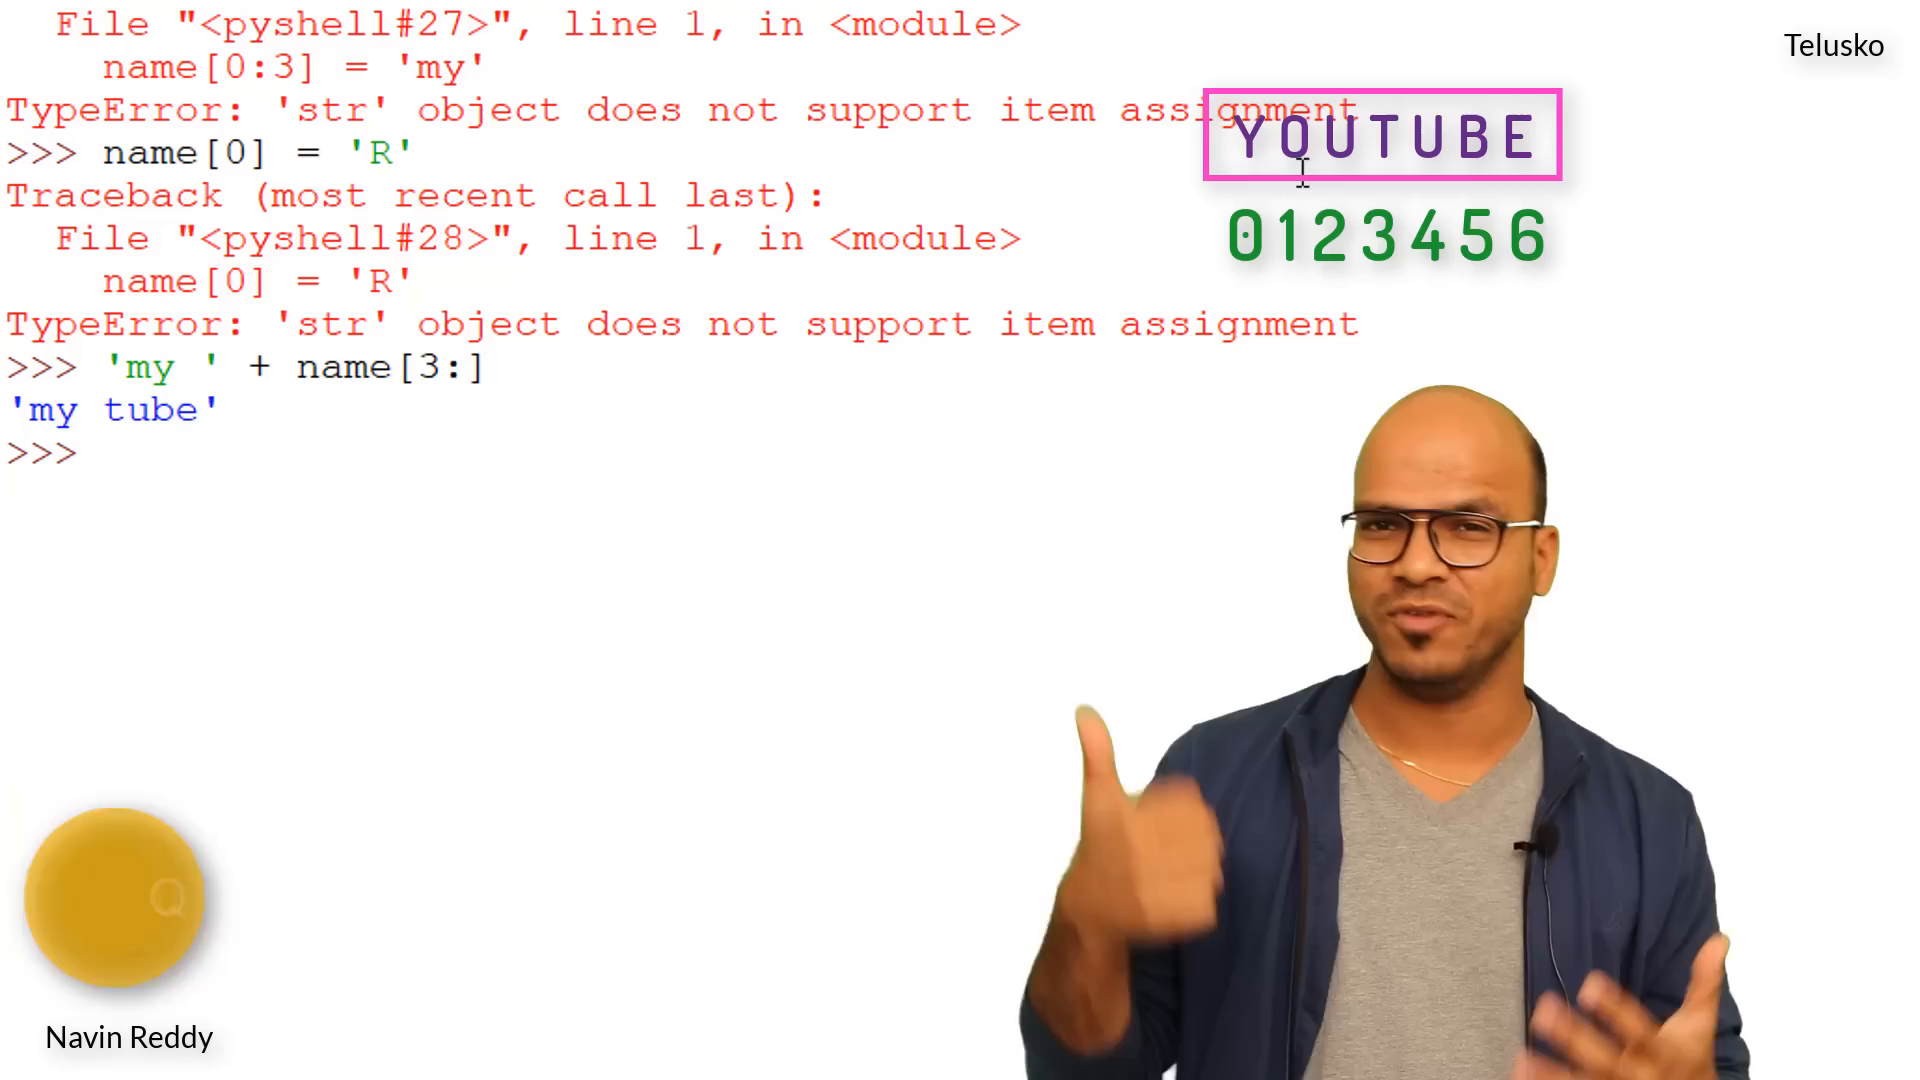 File "<pyshell#27>", line 1, in <module>
name[0:3] = 'my'
TypeError: 'str' object does not support item assignment
>>> name[0] = 'R'
Traceback (most recent call last):
File "<pyshell#28>", line 1, in <module>
name[0] = 'R'
TypeError: 'str' object does not support item assignment
>>> 'my ' + name[3:]
'my tube'
>>>
Telusko
YOUTUBE
0123456
Q
Navin Reddy